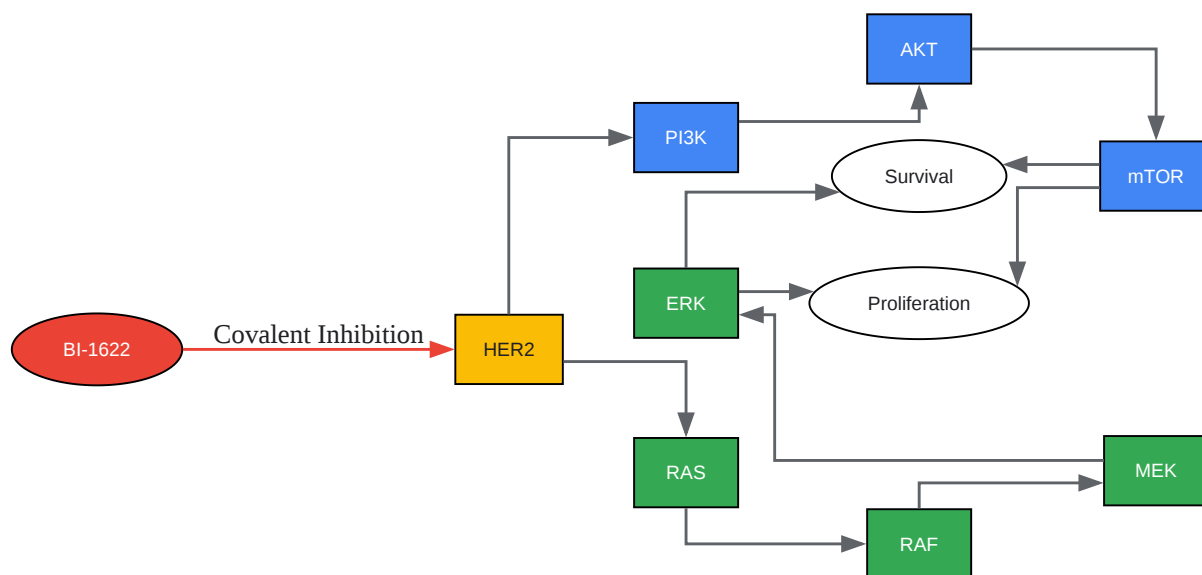 AKT
PI3K
Survival
mTOR
ERK
Proliferation
Covalent Inhibition
BI-1622
HER2
RAS
MEK
RAF